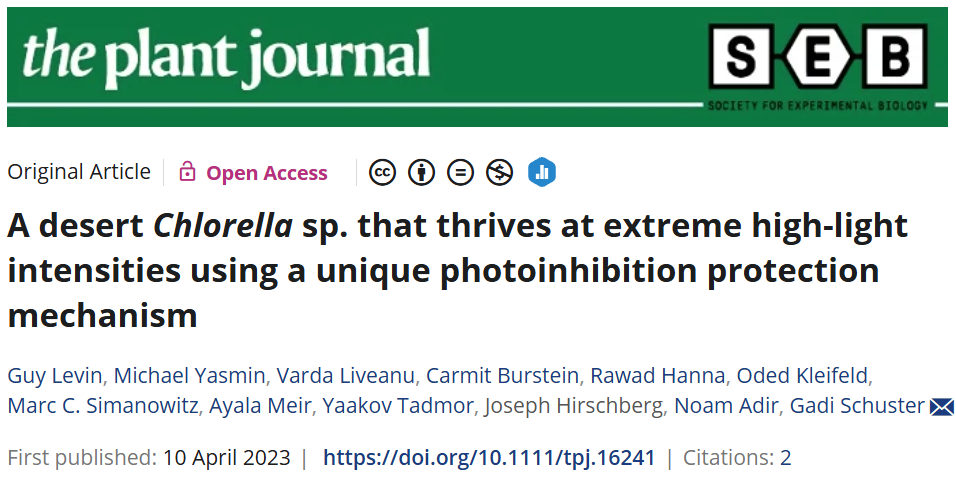 the plant journal
S E B
SOCIETY FOR EXPERIMENTAL BIOLOGY
Original Article | Open Access | cc
A desert Chlorella sp. that thrives at extreme high-light
intensities using a unique photoinhibition protection
mechanism
Guy Levin, Michael Yasmin, Varda Liveanu, Carmit Burstein, Rawad Hanna, Oded Kleifeld,
Marc C. Simanowitz, Ayala Meir, Yaakov Tadmor, Joseph Hirschberg, Noam Adir, Gadi Schuster
First published: 10 April 2023 | https://doi.org/10.1111/tpj.16241 | Citations: 2